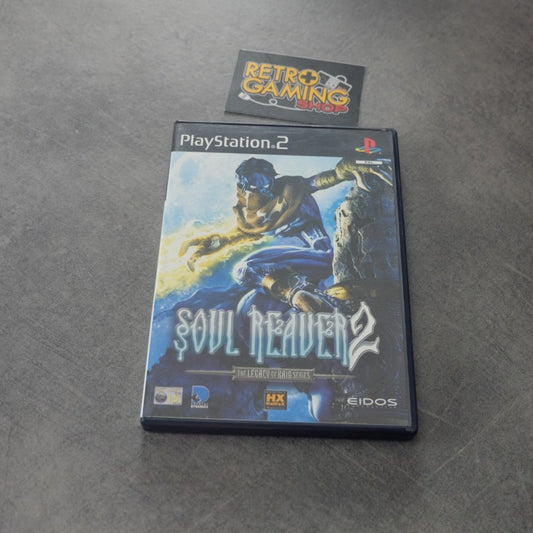 RETRO
GAMING
SHOP
PlayStation.2
SOUL REAVER 2
THE LEGACY OF KAIN SERIES
HX
EIDOS